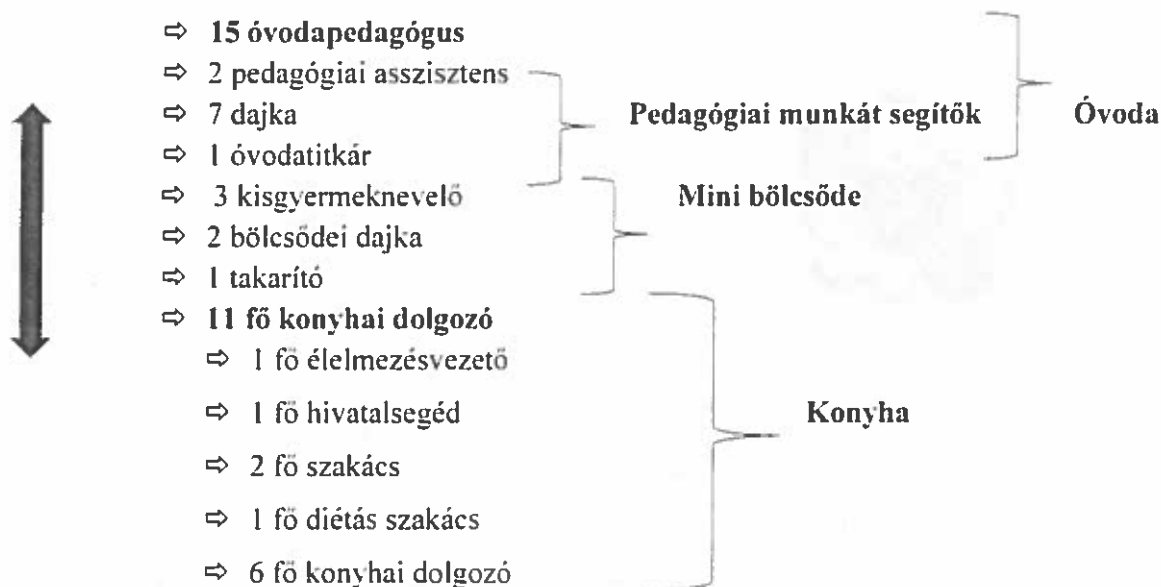 ⇨ 15 óvodapedagógus
⇨ 2 pedagógiai asszisztens
⇨ 7 dajka Pedagógiai munkát segítők Óvoda
⇨ 1 óvodatitkár
⇨ 3 kisgyermeknevelő Mini bölcsőde
⇨ 2 bölcsődei dajka
⇨ 1 takarító
⇨ 11 fő konyhai dolgozó
⇨ 1 fő élelmezésvezető
⇨ 1 fő hivatalsegéd Konyha
⇨ 2 fő szakács
⇨ 1 fő diétás szakács
⇨ 6 fő konyhai dolgozó